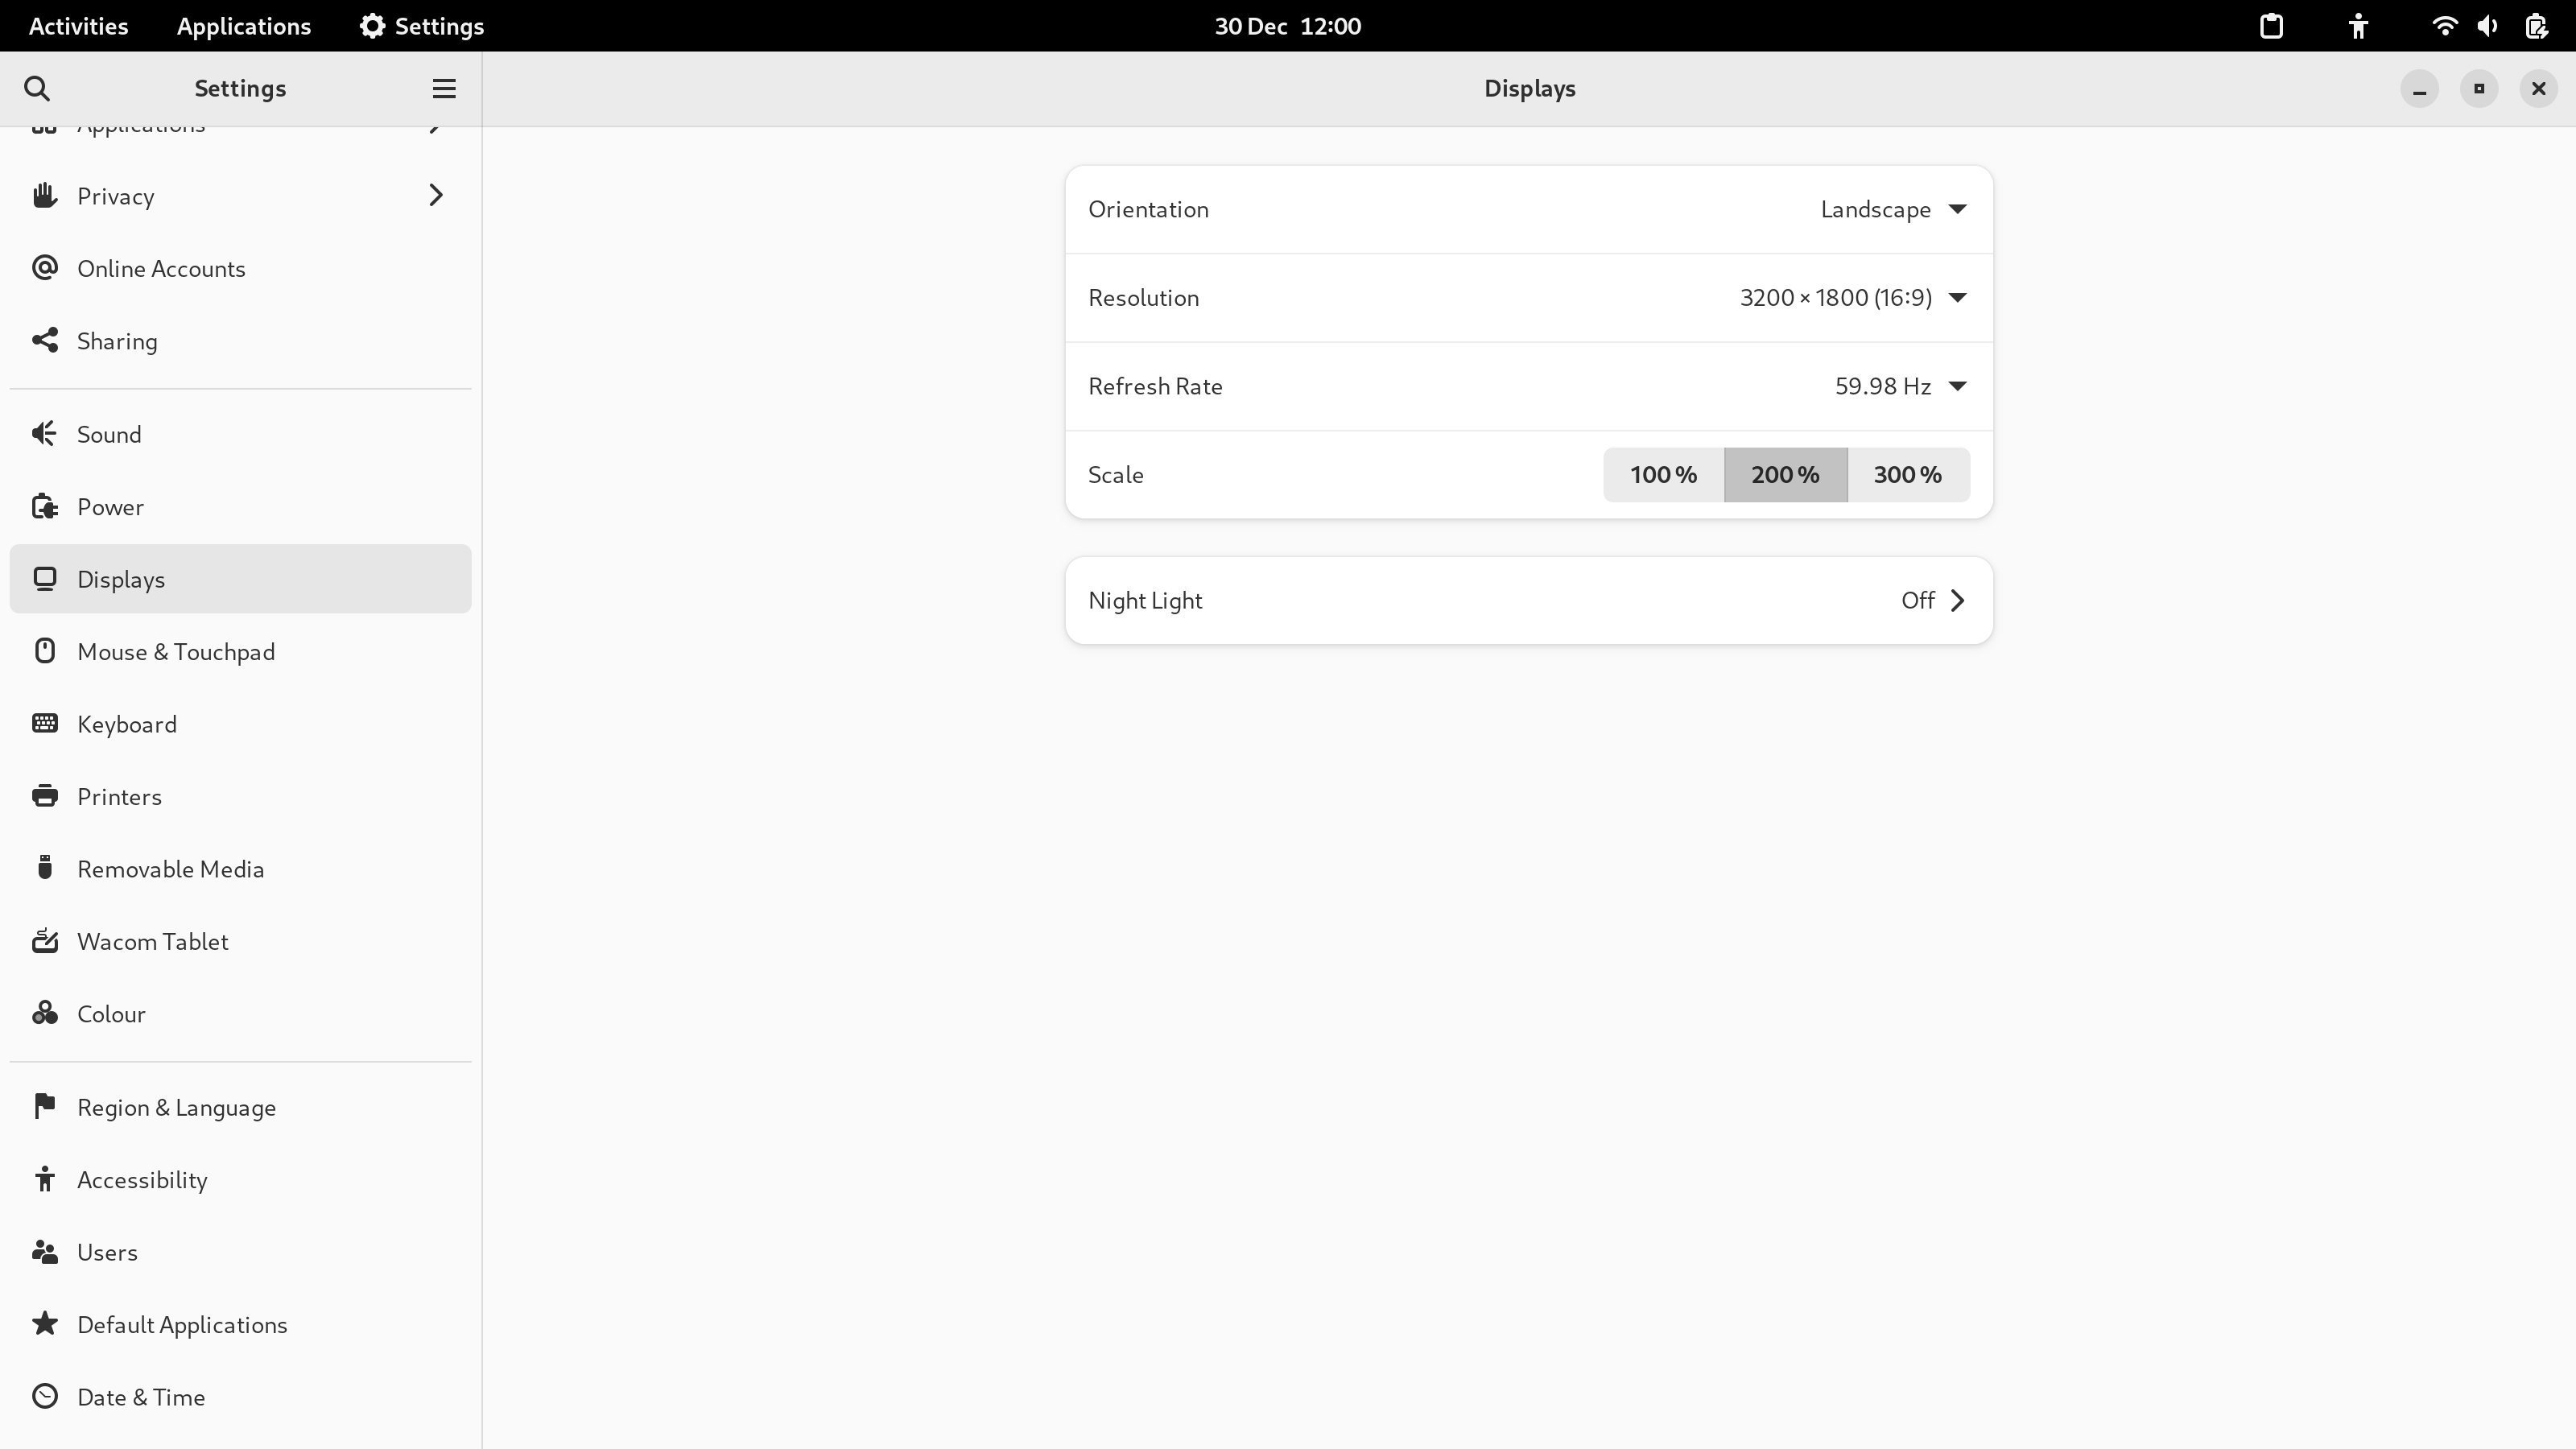 Activities Applications Settings 30 Dec 12:00
Settings Displays
Applications
Privacy
Online Accounts
Sharing
Sound
Power
Displays
Mouse & Touchpad
Keyboard
Printers
Removable Media
Wacom Tablet
Colour
Region & Language
Accessibility
Users
Default Applications
Date & Time
Orientation Landscape
Resolution 3200 × 1800 (16:9)
Refresh Rate 59.98 Hz
Scale 100 % 200 % 300 %
Night Light Off